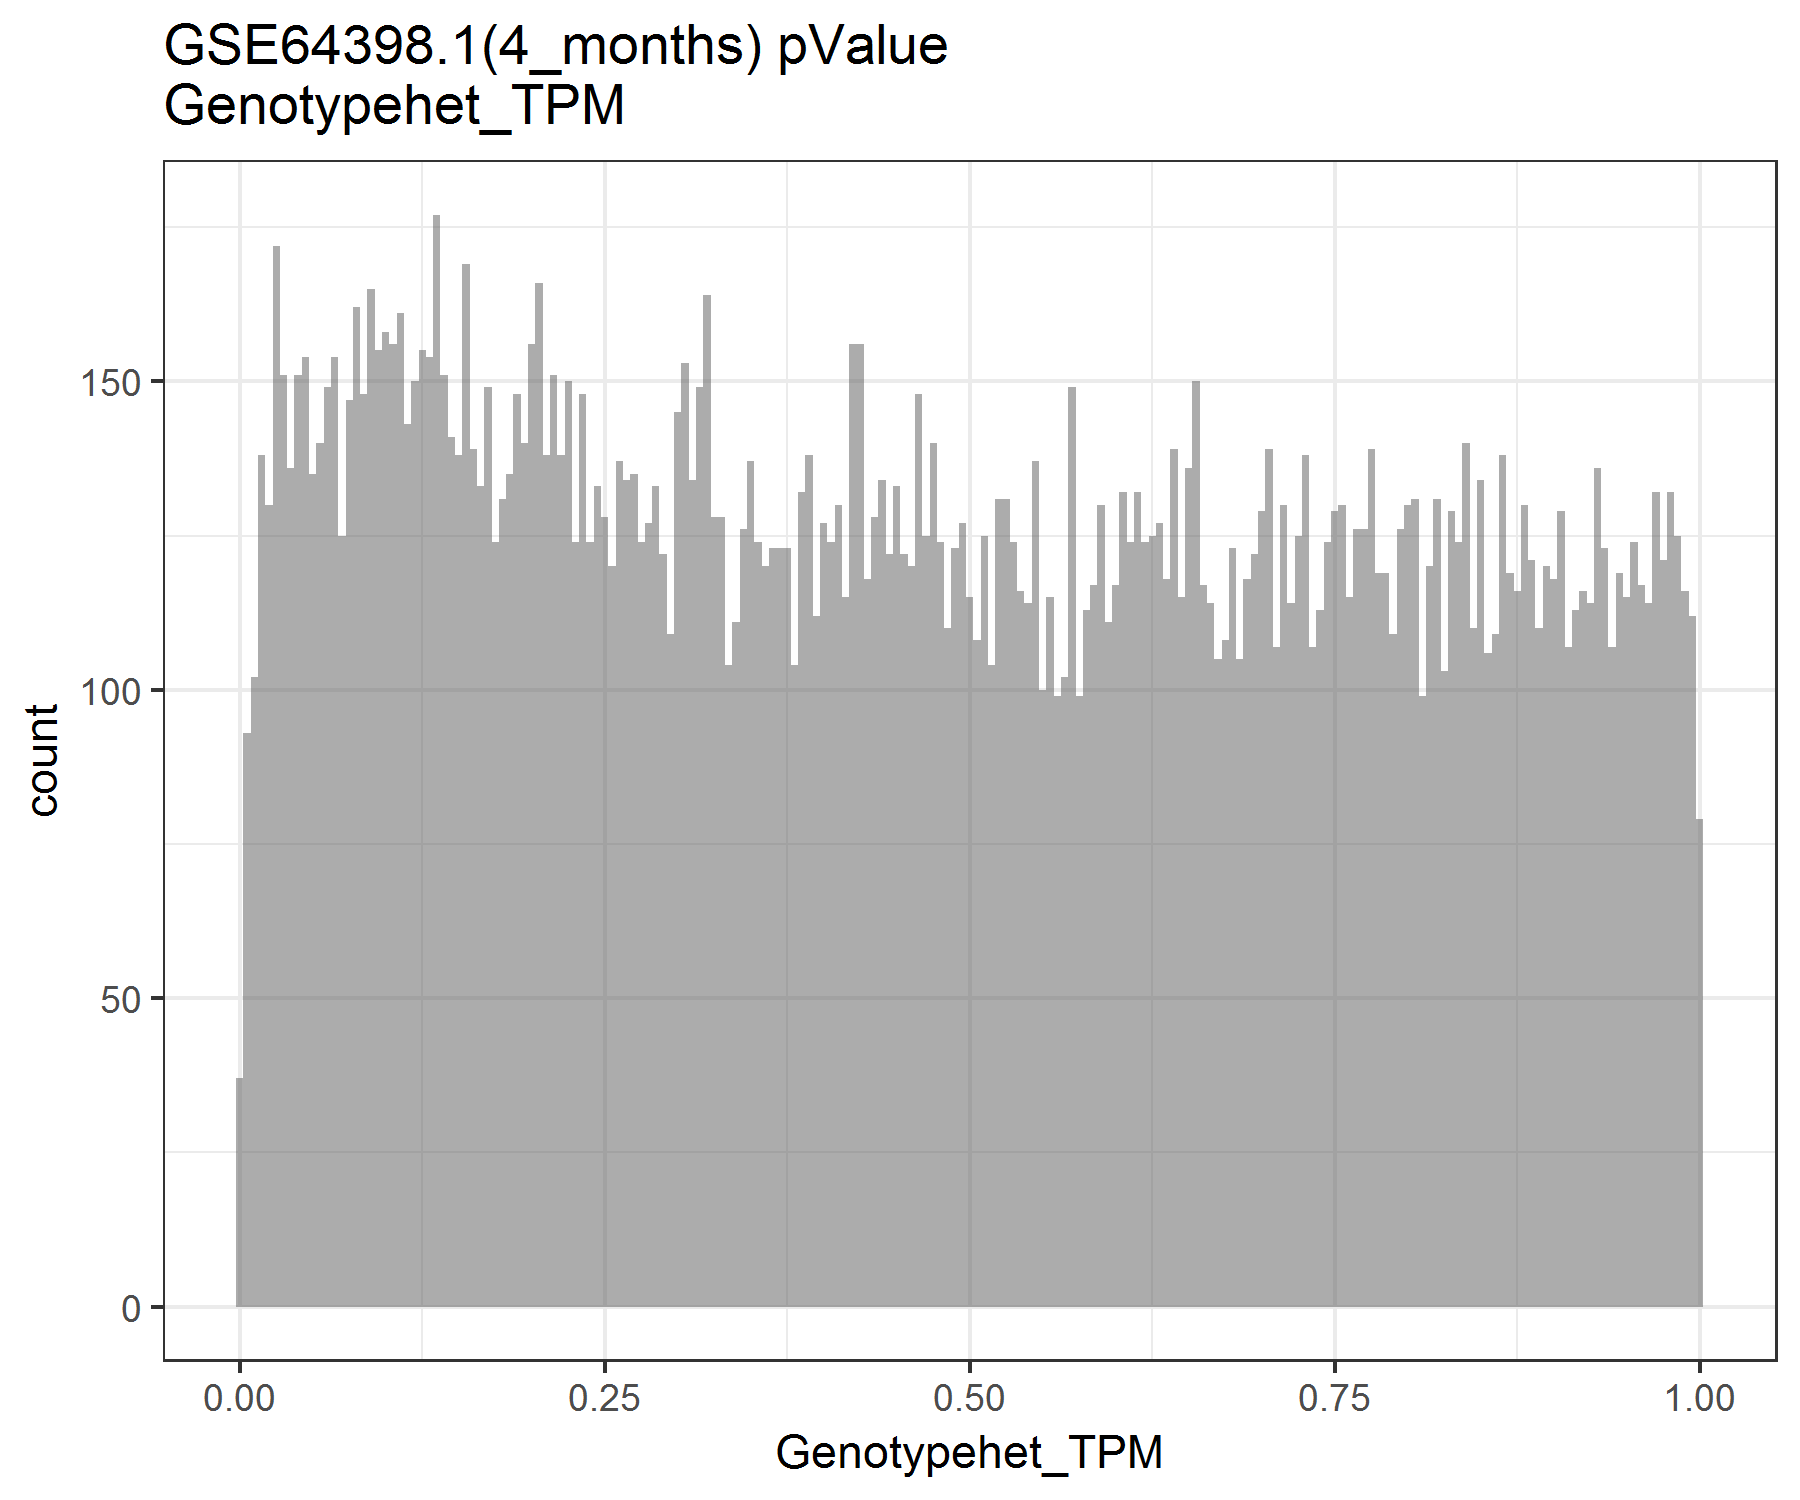 GSE64398.1(4_months) pValue
Genotypehet_TPM
150
100
50
0
count
0.00 0.25 0.50 0.75 1.00
Genotypehet_TPM